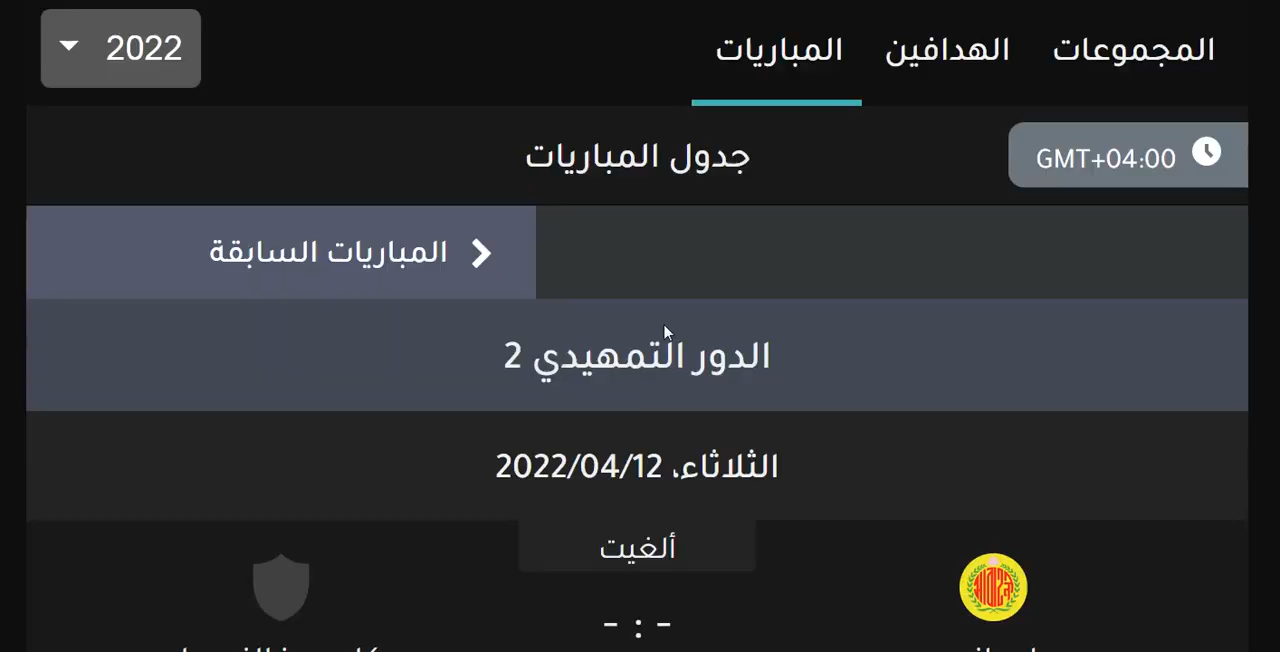 المجموعات الهدافين المباريات 2022
GMT+04:00 جدول المباريات
المباريات السابقة
الدور التمهيدي 2
الثلاثاء، 2022/04/12
ألغيت
- : -